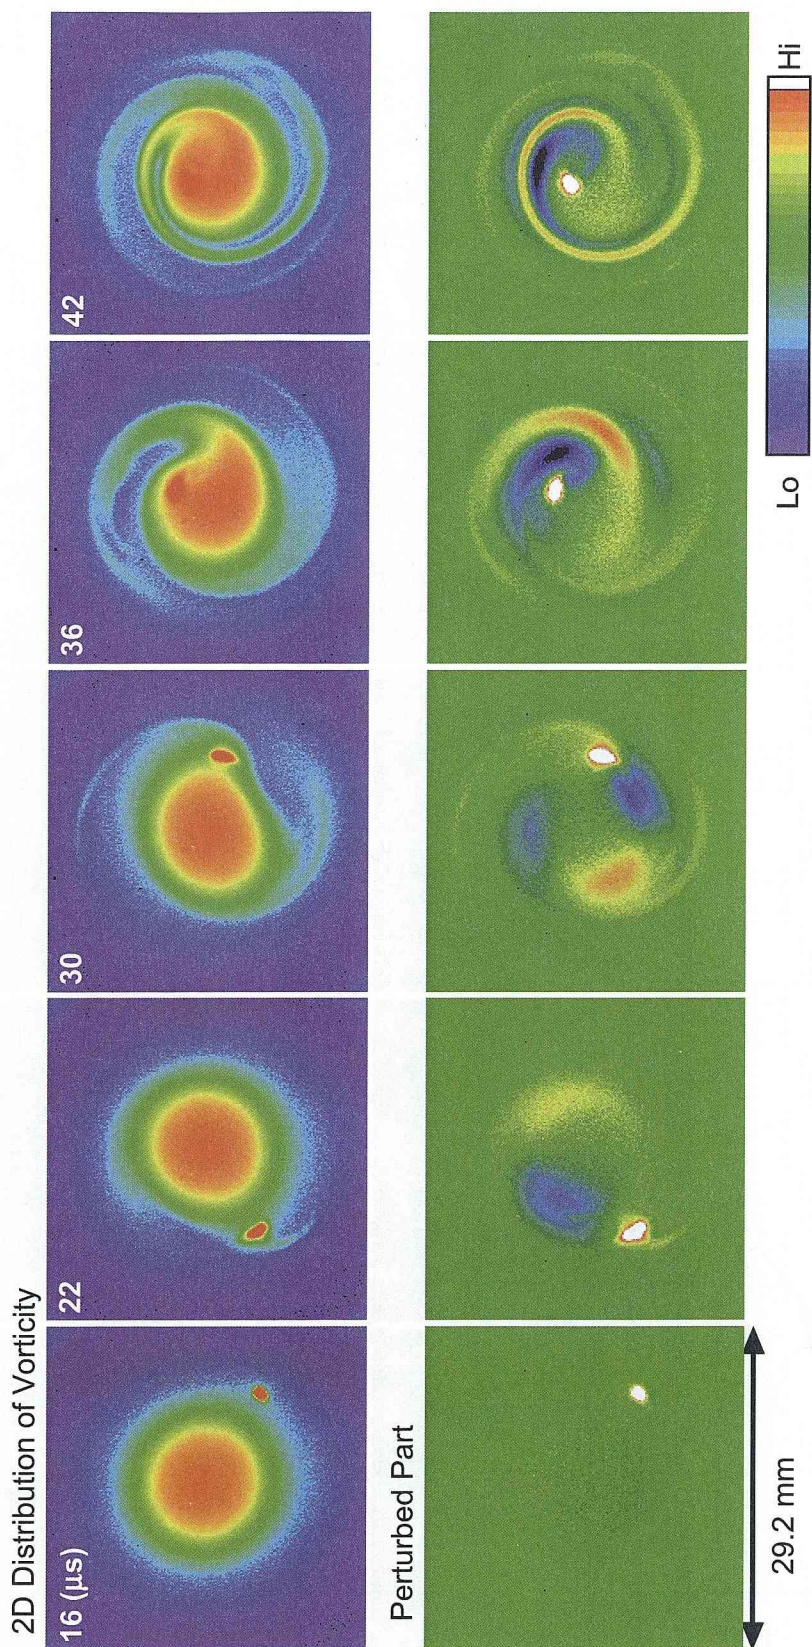 2D Distribution of Vorticity
16 (μs)
22
30
36
42
Perturbed Part
29.2 mm
Lo
Hi